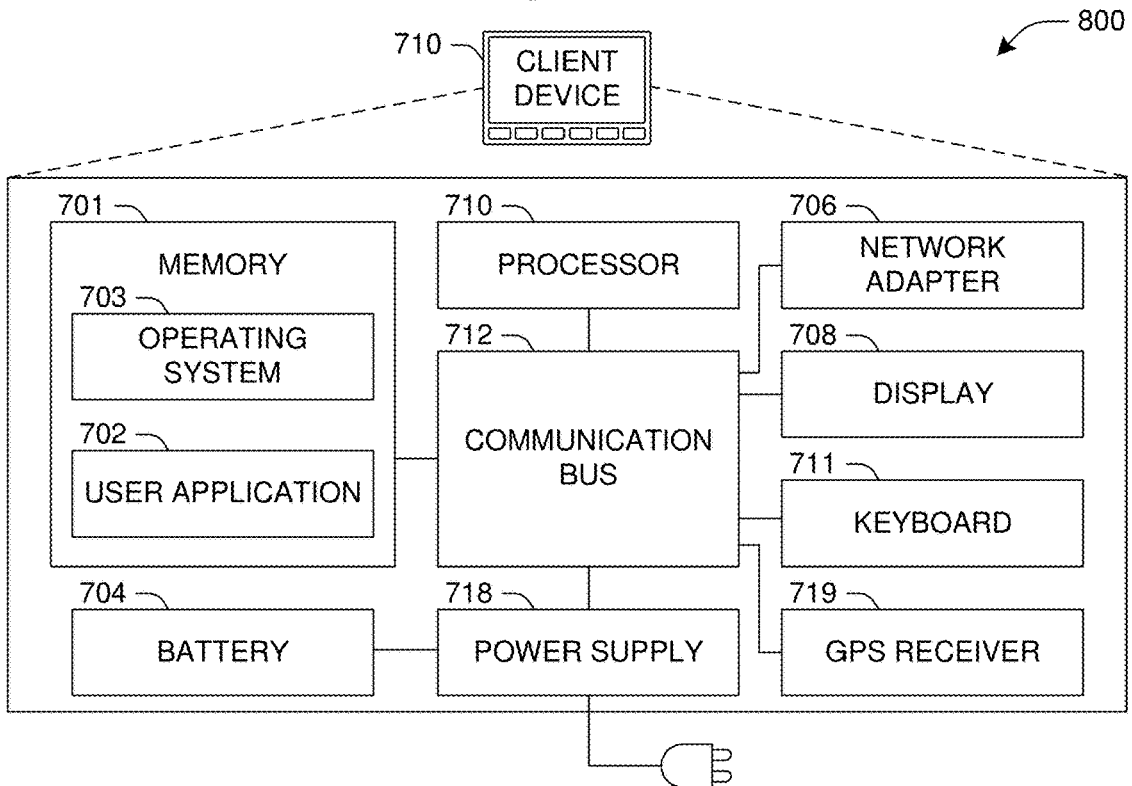 800
710
CLIENT
DEVICE
701
MEMORY
703
OPERATING
SYSTEM
702
USER APPLICATION
704
BATTERY
710
PROCESSOR
712
COMMUNICATION
BUS
718
POWER SUPPLY
706
NETWORK
ADAPTER
708
DISPLAY
711
KEYBOARD
719
GPS RECEIVER